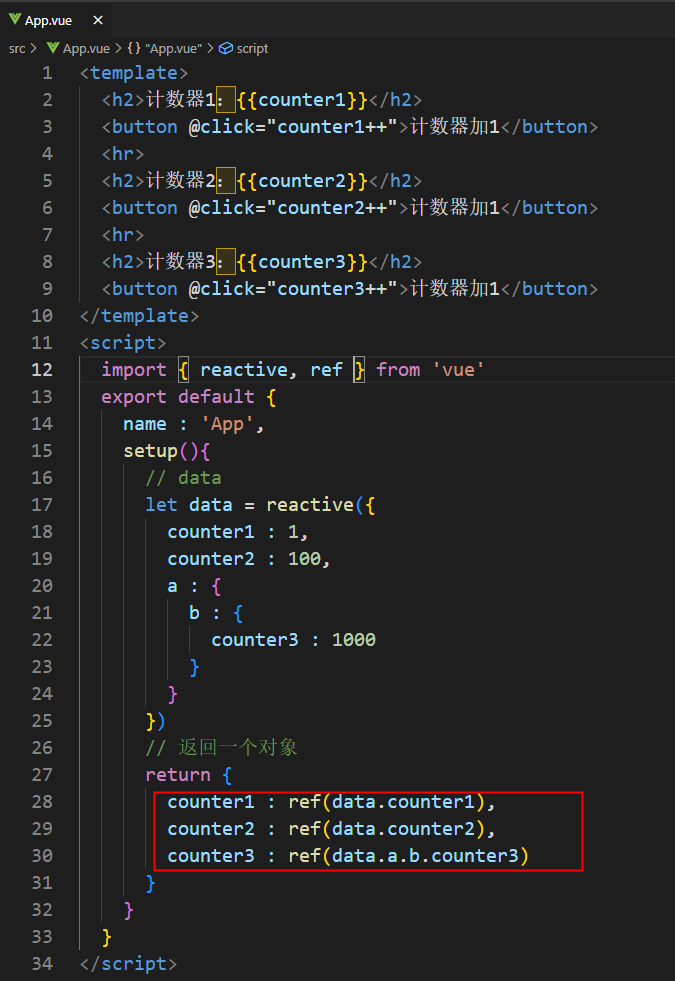 App.vue ×
src > App.vue > {} "App.vue" > script
1 <template>
2   <h2>计数器1：{{counter1}}</h2>
3   <button @click="counter1++">计数器加1</button>
4   <hr>
5   <h2>计数器2：{{counter2}}</h2>
6   <button @click="counter2++">计数器加1</button>
7   <hr>
8   <h2>计数器3：{{counter3}}</h2>
9   <button @click="counter3++">计数器加1</button>
10 </template>
11 <script>
12   import { reactive, ref } from 'vue'
13   export default {
14     name : 'App',
15     setup(){
16       // data
17       let data = reactive({
18         counter1 : 1,
19         counter2 : 100,
20         a : {
21           b : {
22             counter3 : 1000
23           }
24         }
25       })
26       // 返回一个对象
27       return {
28         counter1 : ref(data.counter1),
29         counter2 : ref(data.counter2),
30         counter3 : ref(data.a.b.counter3)
31       }
32     }
33   }
34 </script>